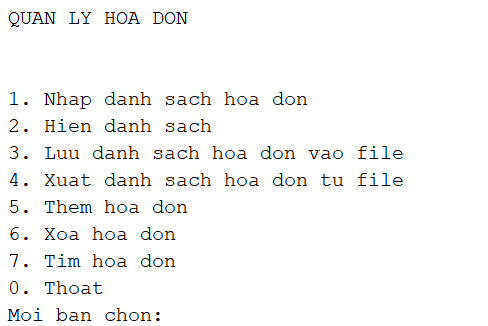 QUAN LY HOA DON
1. Nhap danh sach hoa don
2. Hien danh sach
3. Luu danh sach hoa don vao file
4. Xuat danh sach hoa don tu file
5. Them hoa don
6. Xoa hoa don
7. Tim hoa don
0. Thoat
Moi ban chon: